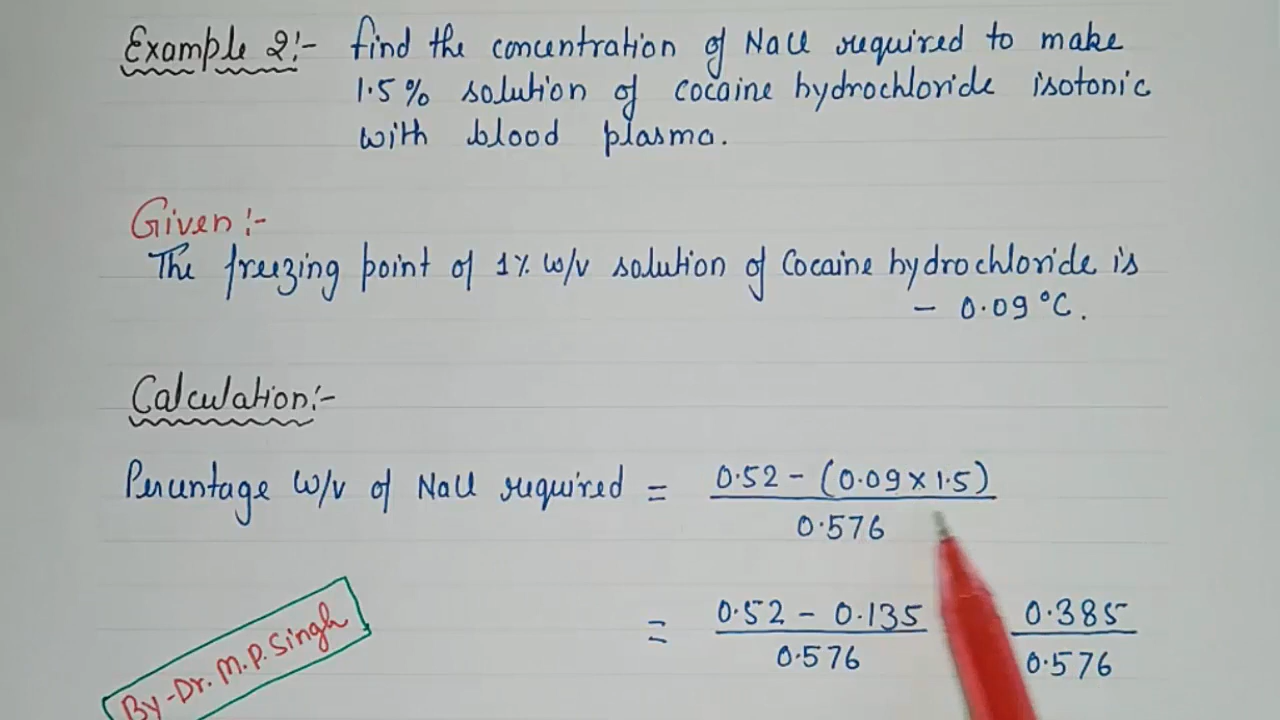 Example 2:- find the concentration of NaCl required to make
1.5% solution of cocaine hydrochloride isotonic
with blood plasma.
Given:-
The freezing point of 1% w/v solution of Cocaine hydrochloride is
- 0.09°C.
Calculation:-
Percentage w/v of NaCl required = 0.52 - (0.09 x 1.5)
0.576
= 0.52 - 0.135 0.385
0.576 0.576
By-Dr. M.P. Singh